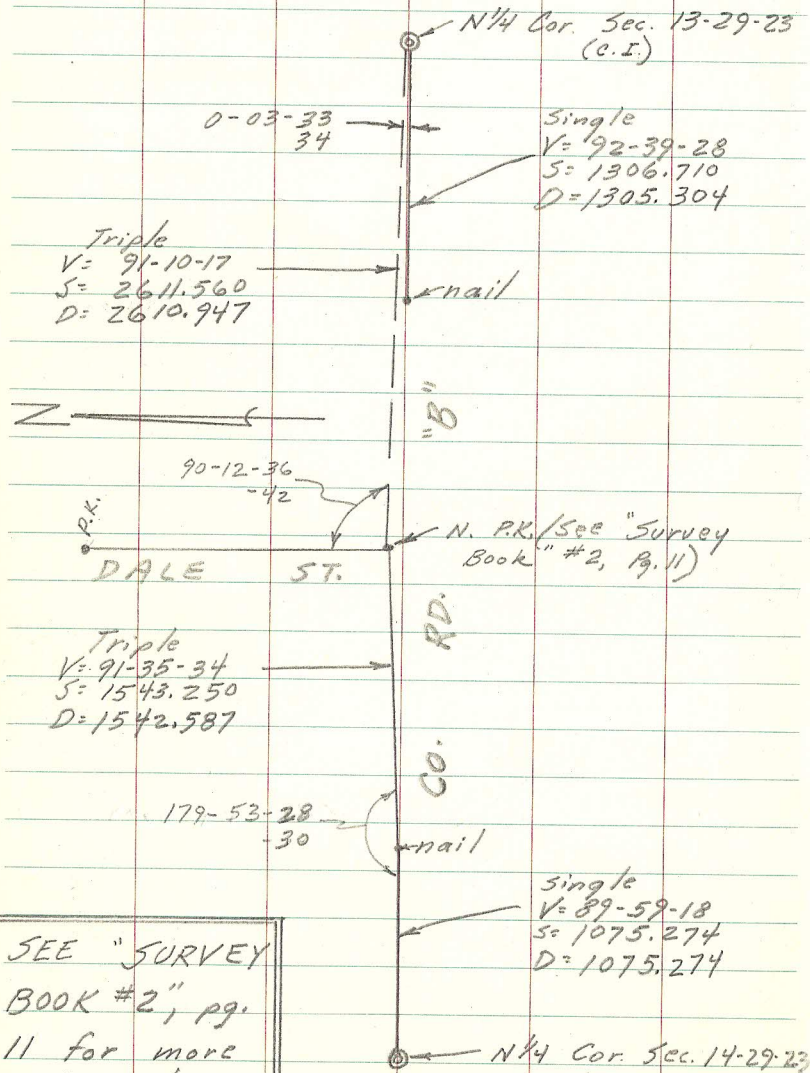 N 1/4 Cor. Sec. 13-29-23
(C.I.)
0-03-33
34
Single
V= 92-39-28
S= 1306.710
D= 1305.304
Triple
V= 91-10-17
S= 2611.560
D= 2610.947
nail
"B"
N
90-12-36
-42
P.K.
N. P.K. (See "Survey
Book" #2, Pg. 11)
DALE ST.
RD.
Triple
V= 91-35-34
S= 1543.250
D= 1542.587
CO.
179-53-28
-30
nail
Single
V= 89-59-18
S= 1075.274
D= 1075.274
SEE "SURVEY
BOOK #2", pg.
11 for more
N 1/4 Cor. Sec. 14-29-23